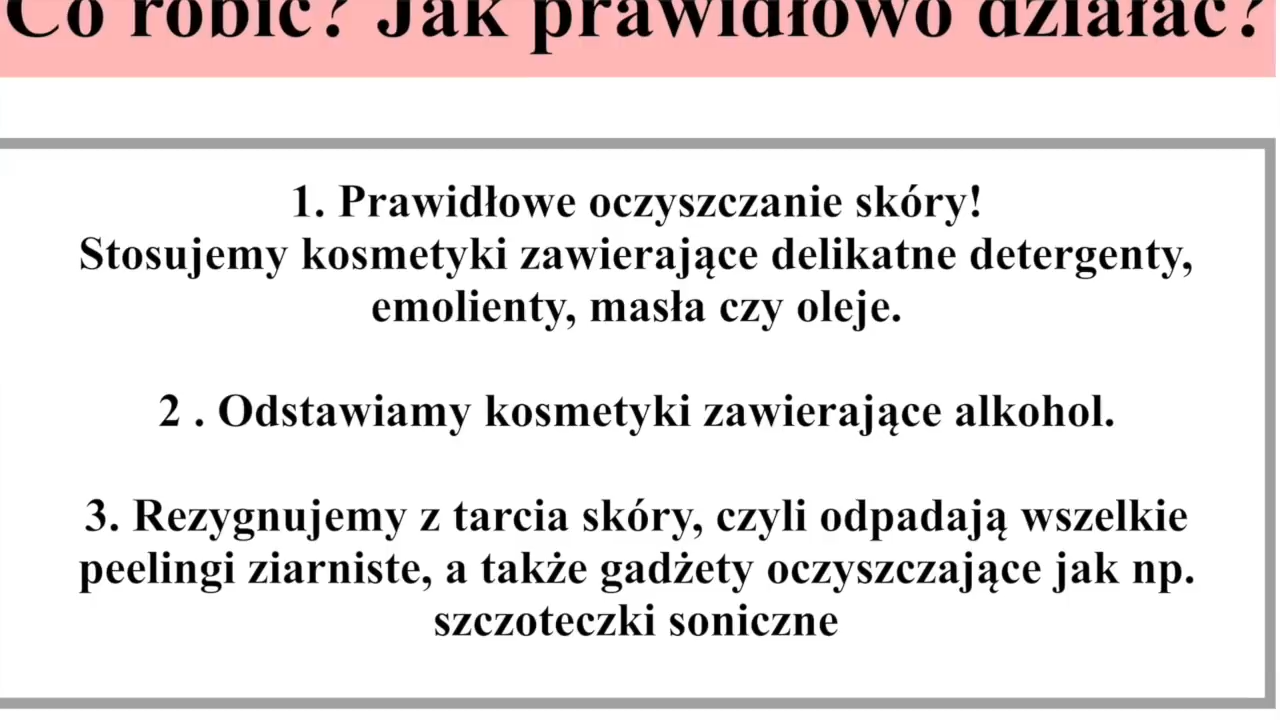 Co robić? Jak prawidłowo działać?
1. Prawidłowe oczyszczanie skóry!
Stosujemy kosmetyki zawierające delikatne detergenty,
emolienty, masła czy oleje.
2 . Odstawiamy kosmetyki zawierające alkohol.
3. Rezygnujemy z tarcia skóry, czyli odpadają wszelkie
peelingi ziarniste, a także gadżety oczyszczające jak np.
szczoteczki soniczne